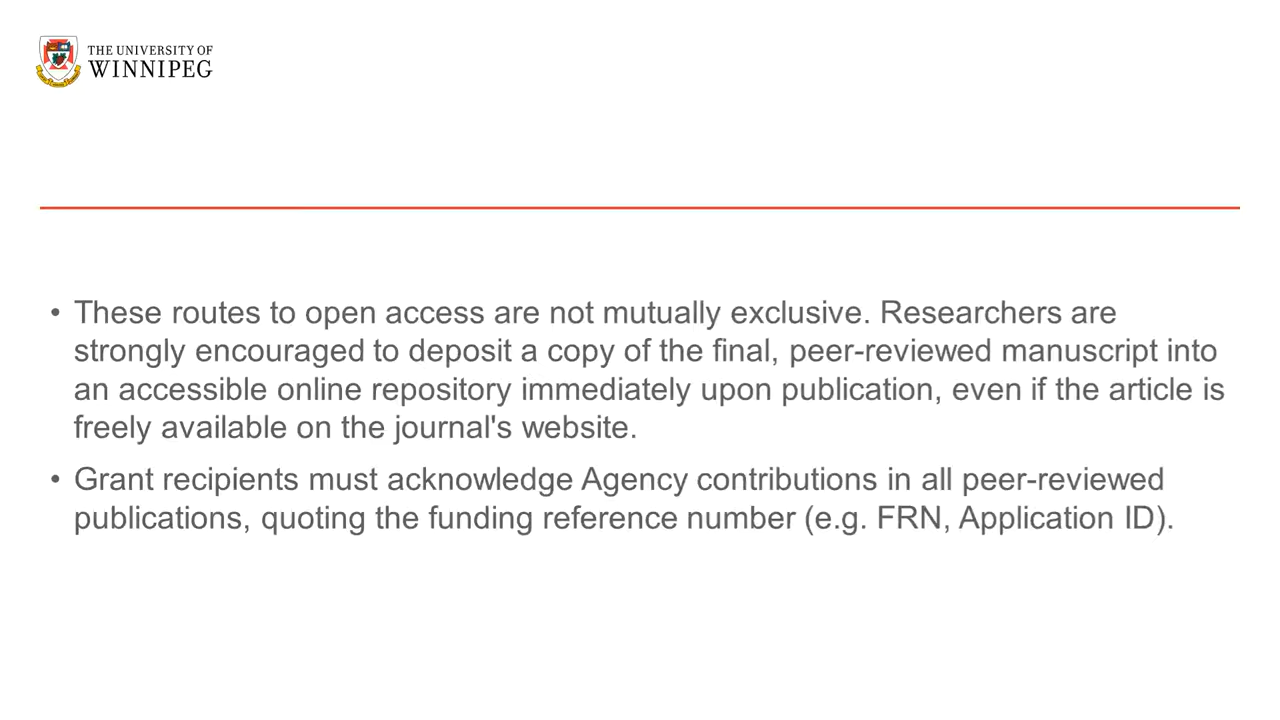 THE UNIVERSITY OF
WINNIPEG
• These routes to open access are not mutually exclusive. Researchers are
strongly encouraged to deposit a copy of the final, peer-reviewed manuscript into
an accessible online repository immediately upon publication, even if the article is
freely available on the journal's website.
• Grant recipients must acknowledge Agency contributions in all peer-reviewed
publications, quoting the funding reference number (e.g. FRN, Application ID).